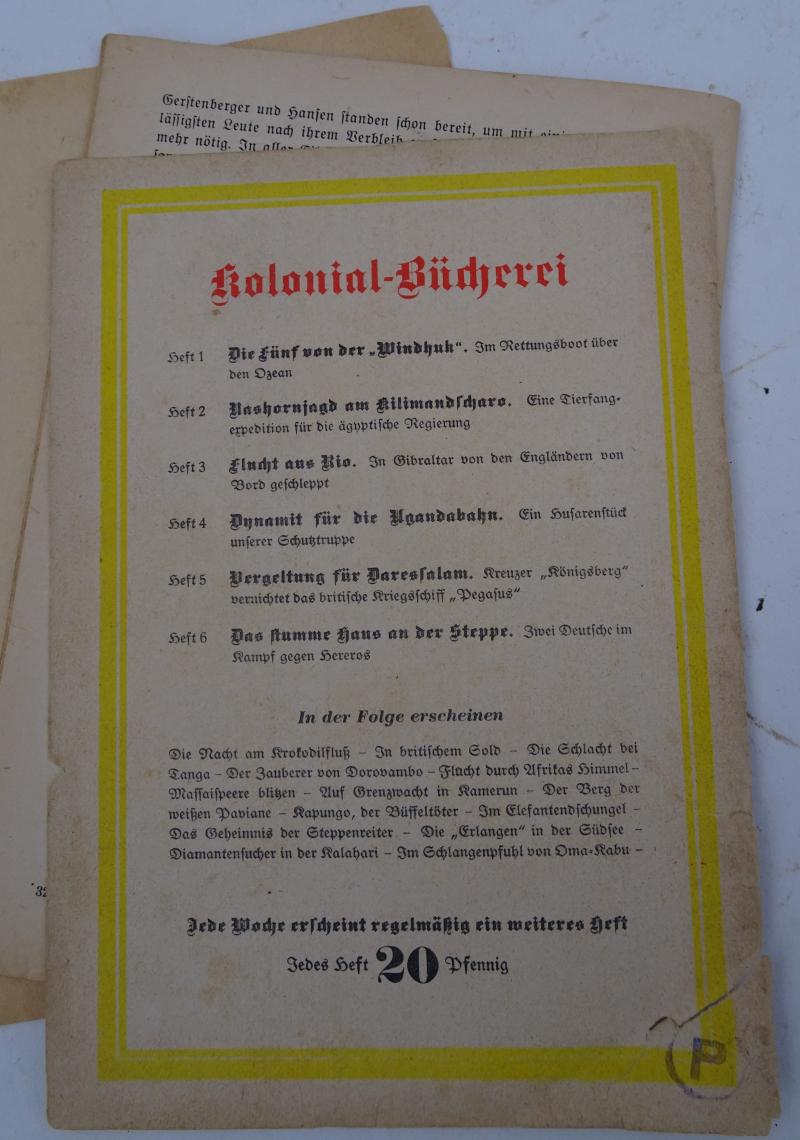 Gerstenberger und Hansen standen schon bereit, um mit
lässigsten Leute nach ihrem Verbleib
mehr nötig. In aller
Kolonial-Bücherei
Heft 1 Die Fünf von der „Windhuk“. Im Rettungsboot über
den Ozean
Heft 2 Nashornjagd am Kilimandscharo. Eine Tierfang-
expedition für die ägyptische Regierung
Heft 3 Flucht aus Rio. In Gibraltar von den Engländern von
Bord geschleppt
Heft 4 Dynamit für die Ugandabahn. Ein Husarenstück
unserer Schutztruppe
Heft 5 Vergeltung für Daressalam. Kreuzer „Königsberg“
vernichtet das britische Kriegsschiff „Pegasus“
Heft 6 Das stumme Haus an der Steppe. Zwei Deutsche im
Kampf gegen Hereros
In der Folge erscheinen
Die Nacht am Krokodilfluß – In britischem Sold – Die Schlacht bei
Tanga – Der Zauberer von Dorovambo – Flucht durch Afrikas Himmel –
Massaispeere blitzen – Auf Grenzwacht in Kamerun – Der Berg der
weißen Paviane – Kapungo, der Büffeltöter – Im Elefantendschungel –
Das Geheimnis der Steppenreiter – Die „Erlangen“ in der Südsee –
Diamantensucher in der Kalahari – Im Schlangenpfuhl von Oma-Kabu –
32
Jede Woche erscheint regelmäßig ein weiteres Heft
Jedes Heft 20 Pfennig
P